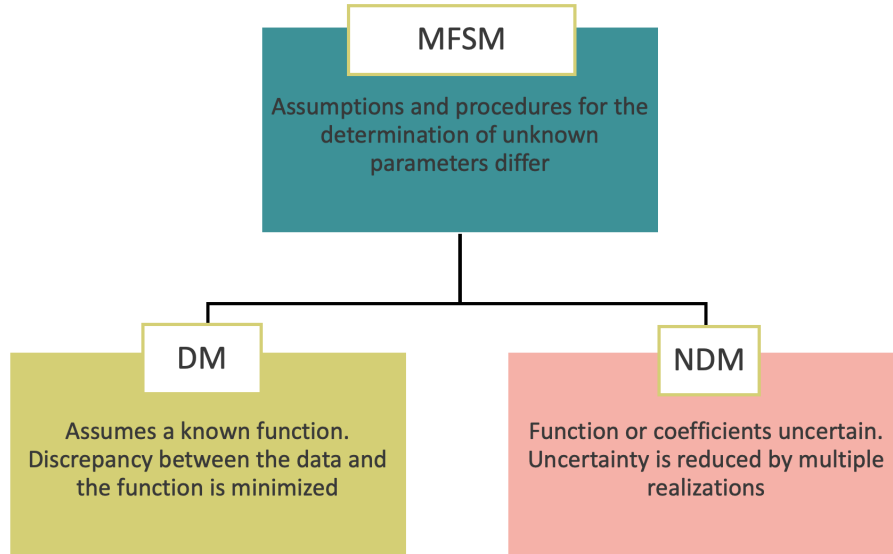 MFSM
Assumptions and procedures for the
determination of unknown
parameters differ
DM
Assumes a known function.
Discrepancy between the data and
the function is minimized
NDM
Function or coefficients uncertain.
Uncertainty is reduced by multiple
realizations